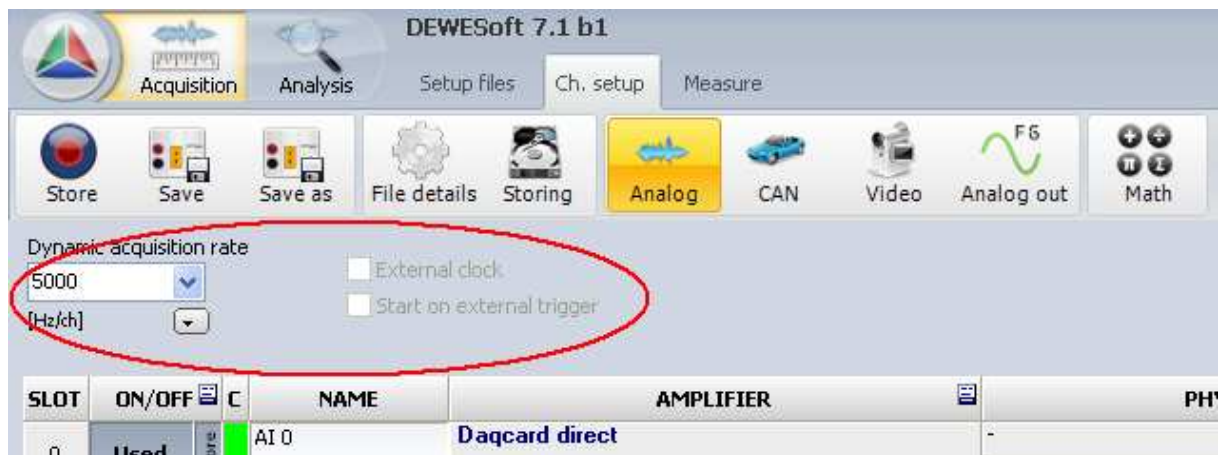 DEWESoft 7.1 b1
Acquisition Analysis Setup files Ch. setup Measure
FG
Store Save Save as File details Storing Analog CAN Video Analog out Math
Dynamic acquisition rate
5000 External clock
Start on external trigger
[Hz/ch]
SLOT ON/OFF C NAME AMPLIFIER
AI 0 Daqcard direct -
0 Used